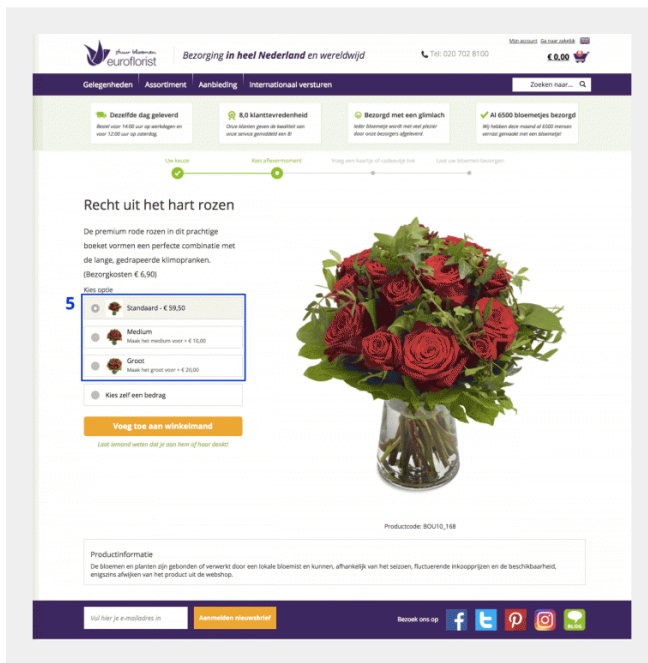 Mijn account Ga naar zakelijk
stuur bloemen
euroflorist
Bezorging in heel Nederland en wereldwijd
Tel: 020 702 8100
€ 0,00
Gelegenheden Assortiment Aanbieding Internationaal versturen
Zoeken naar...
Dezelfde dag geleverd
Bestel voor 14:00 uur op werkdagen en
voor 12:00 uur op zaterdag.
8,0 klanttevredenheid
Onze klanten geven de kwaliteit van
onze service gemiddeld een 8!
Bezorgd met een glimlach
Ieder bloemetje wordt met veel plezier
door onze bezorgers afgeleverd.
Al 6500 bloemetjes bezorgd
Wij hebben deze maand al 6500 mensen
verrast gemaakt met een bloemetje!
Uw keuze
Kies aflevermoment
Voeg een kaartje of cadeautje toe
Laat uw bloemen bezorgen
Recht uit het hart rozen
De premium rode rozen in dit prachtige
boeket vormen een perfecte combinatie met
de lange, gedrapeerde klimopranken.
(Bezorgkosten € 6,90)
Kies optie
5
Standaard - € 59,50
Medium
Maak het medium voor + € 10,00
Groot
Maak het groot voor + € 20,00
Kies zelf een bedrag
Voeg toe aan winkelmand
Laat iemand weten dat je aan hem of haar denkt!
Productcode: BOU10_168
Productinformatie
De bloemen en planten zijn gebonden of verwerkt door een lokale bloemist en kunnen, afhankelijk van het seizoen, fluctuerende inkoopprijzen en de beschikbaarheid,
enigszins afwijken van het product uit de webshop.
Vul hier je e-mailadres in
Aanmelden nieuwsbrief
Bezoek ons op
BLOG